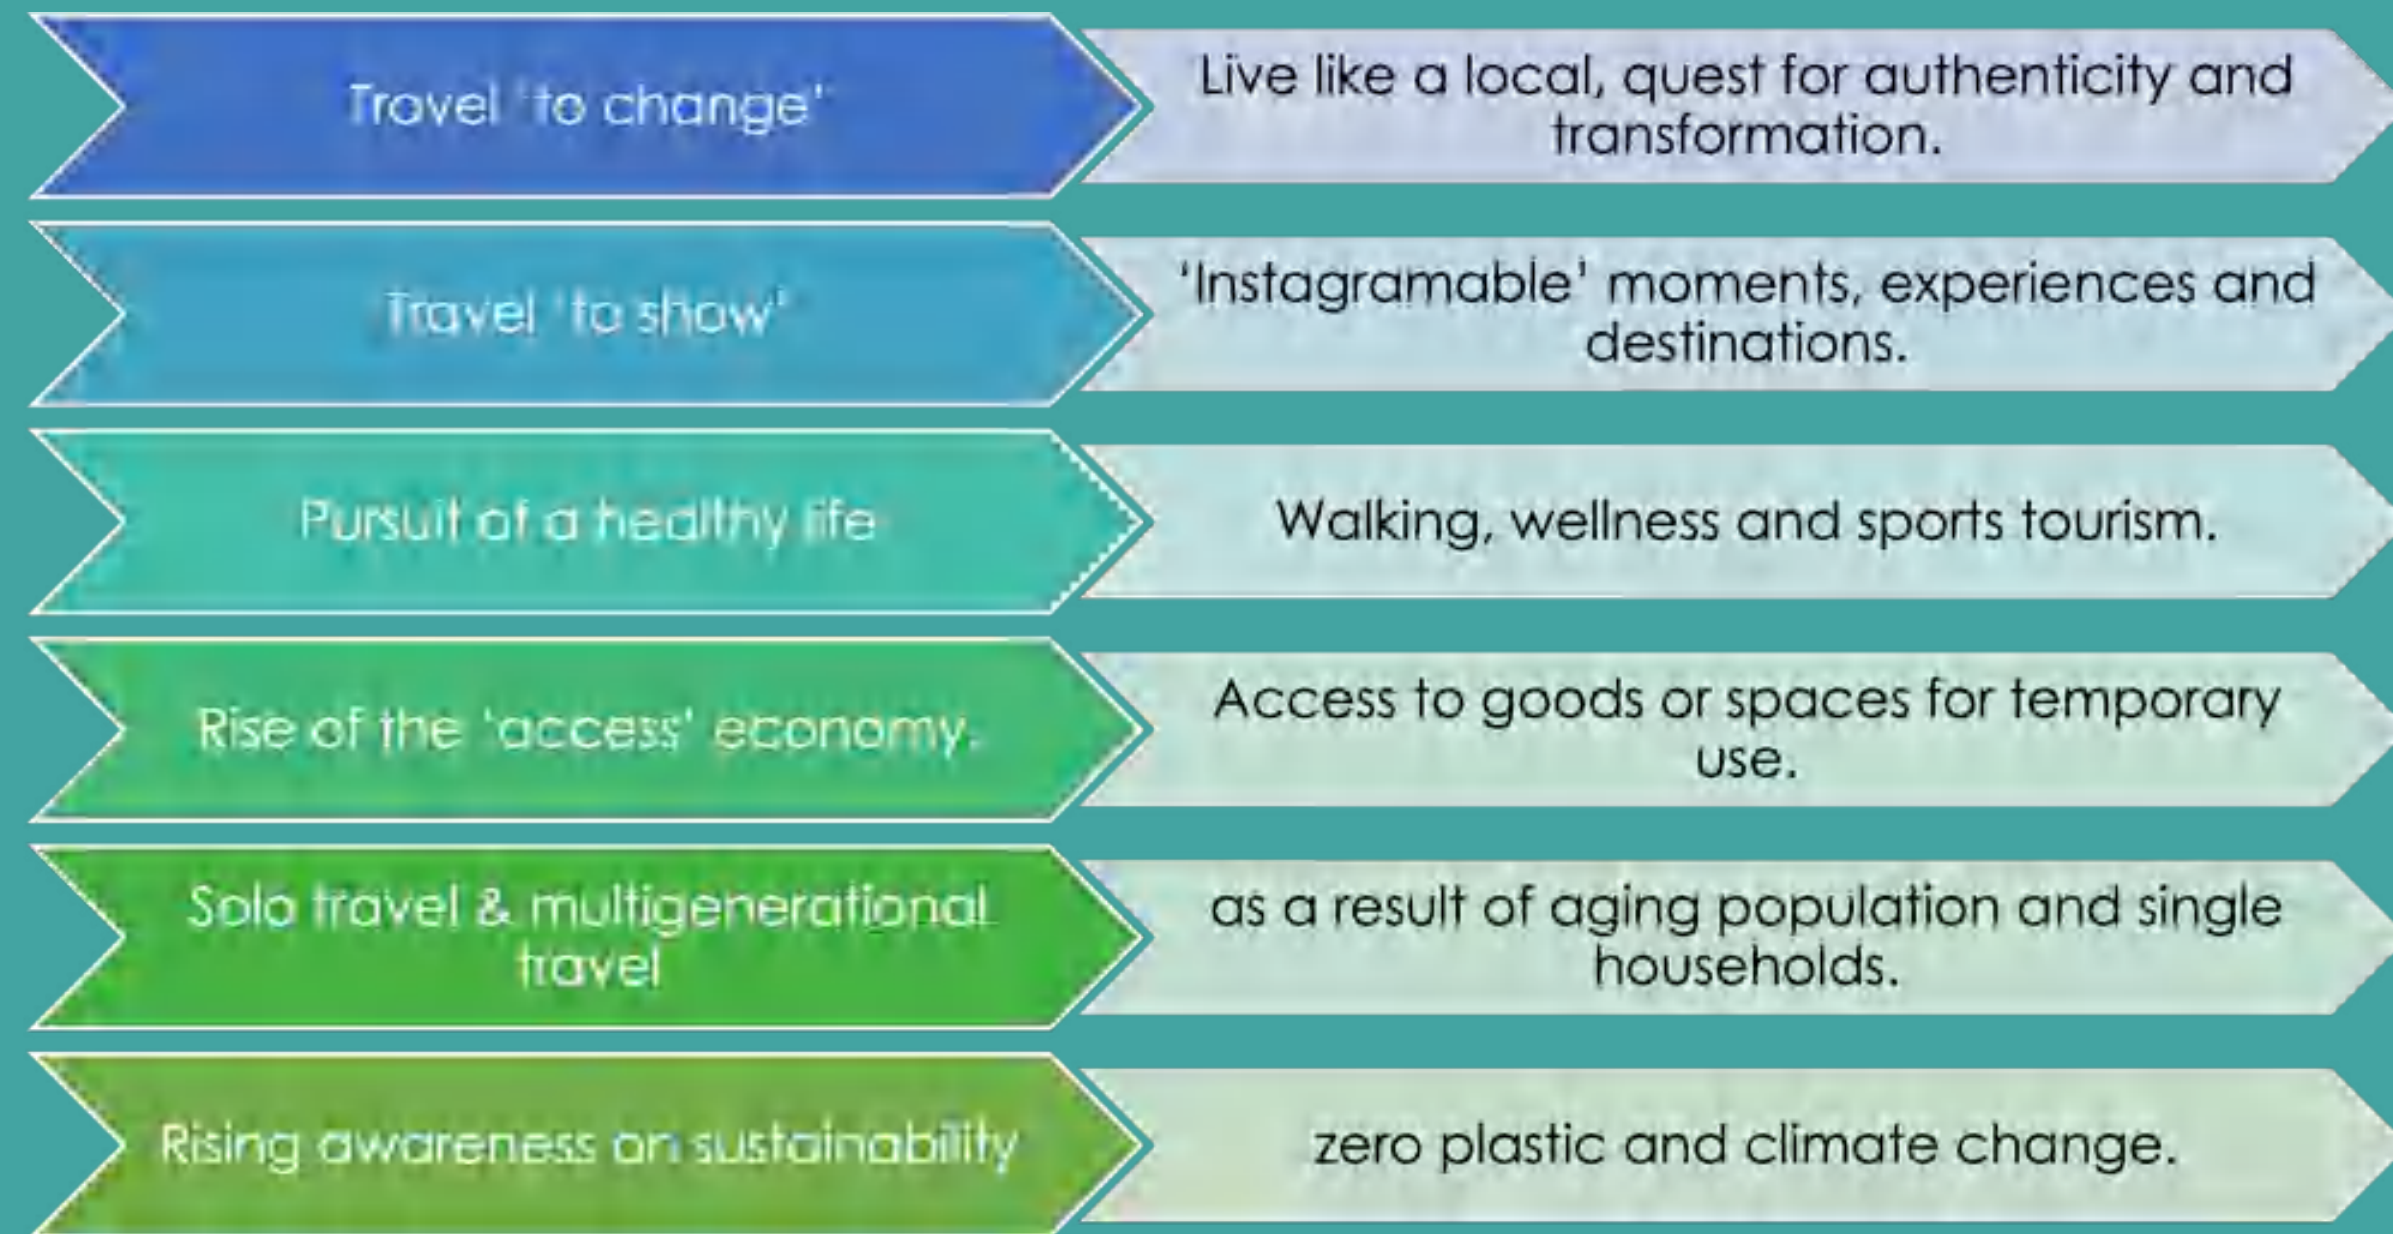 Travel 'to change'
Live like a local, quest for authenticity and
transformation.
Travel 'to show'
'Instagramable' moments, experiences and
destinations.
Pursuit of a healthy life
Walking, wellness and sports tourism.
Rise of the 'access' economy.
Access to goods or spaces for temporary
use.
Solo travel & multigenerational
travel
as a result of aging population and single
households.
Rising awareness on sustainability
zero plastic and climate change.